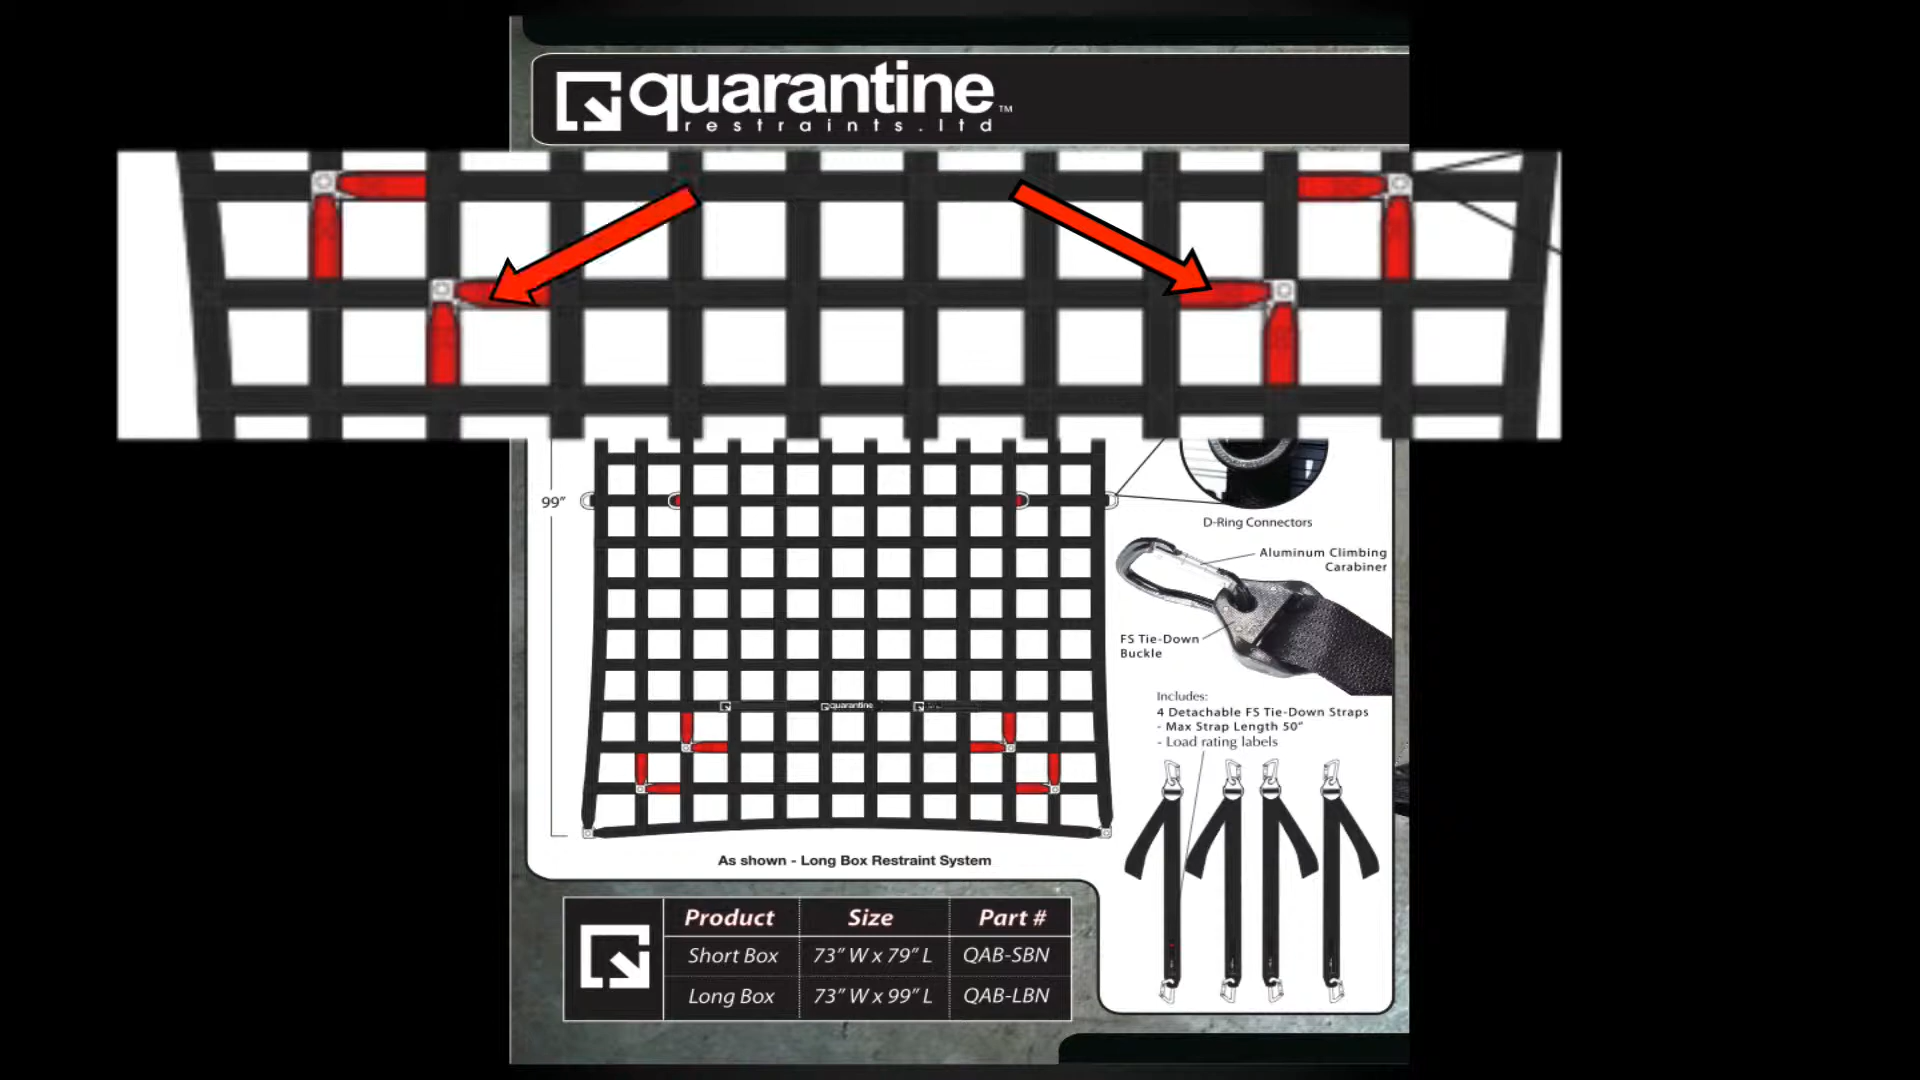 quarantine™
restraints.ltd
99"
D-Ring Connectors
Aluminum Climbing
Carabiner
FS Tie-Down
Buckle
Includes:
4 Detachable FS Tie-Down Straps
- Max Strap Length 50"
- Load rating labels
quarantine
As shown - Long Box Restraint System
Product Size Part #
Short Box 73" W x 79" L QAB-SBN
Long Box 73" W x 99" L QAB-LBN